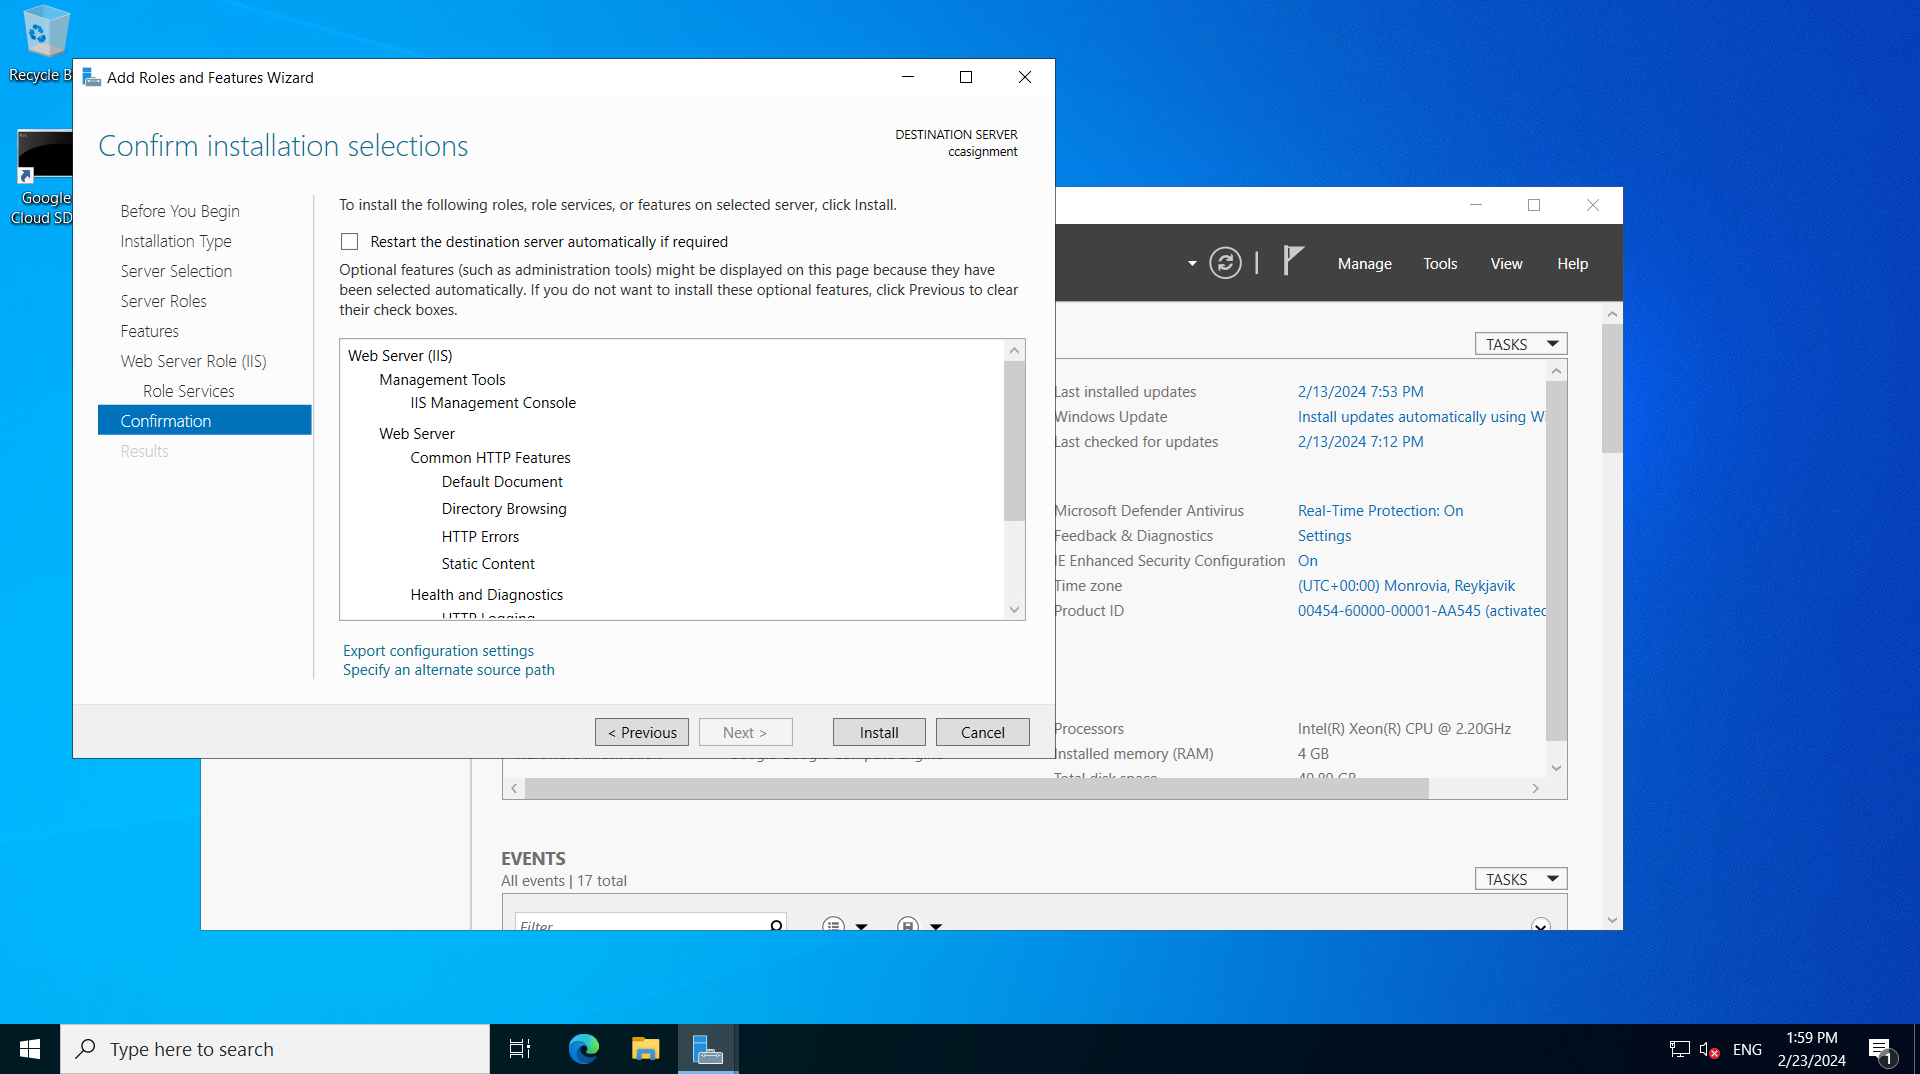 Recycle B
Google
Cloud SD
Add Roles and Features Wizard
Confirm installation selections
DESTINATION SERVER
ccasignment
Before You Begin
Installation Type
Server Selection
Server Roles
Features
Web Server Role (IIS)
Role Services
Confirmation
Results
To install the following roles, role services, or features on selected server, click Install.
Restart the destination server automatically if required
Optional features (such as administration tools) might be displayed on this page because they have
been selected automatically. If you do not want to install these optional features, click Previous to clear
their check boxes.
Web Server (IIS)
Management Tools
IIS Management Console
Web Server
Common HTTP Features
Default Document
Directory Browsing
HTTP Errors
Static Content
Health and Diagnostics
HTTP Logging
Export configuration settings
Specify an alternate source path
< Previous
Next >
Install
Cancel
Manage
Tools
View
Help
TASKS
Last installed updates 2/13/2024 7:53 PM
Windows Update Install updates automatically using Wi
Last checked for updates 2/13/2024 7:12 PM
Microsoft Defender Antivirus Real-Time Protection: On
Feedback & Diagnostics Settings
IE Enhanced Security Configuration On
Time zone (UTC+00:00) Monrovia, Reykjavik
Product ID 00454-60000-00001-AA545 (activated
Processors Intel(R) Xeon(R) CPU @ 2.20GHz
Installed memory (RAM) 4 GB
Total disk space 40.89 GB
EVENTS
All events | 17 total
TASKS
Filter
Type here to search
ENG
1:59 PM
2/23/2024
1